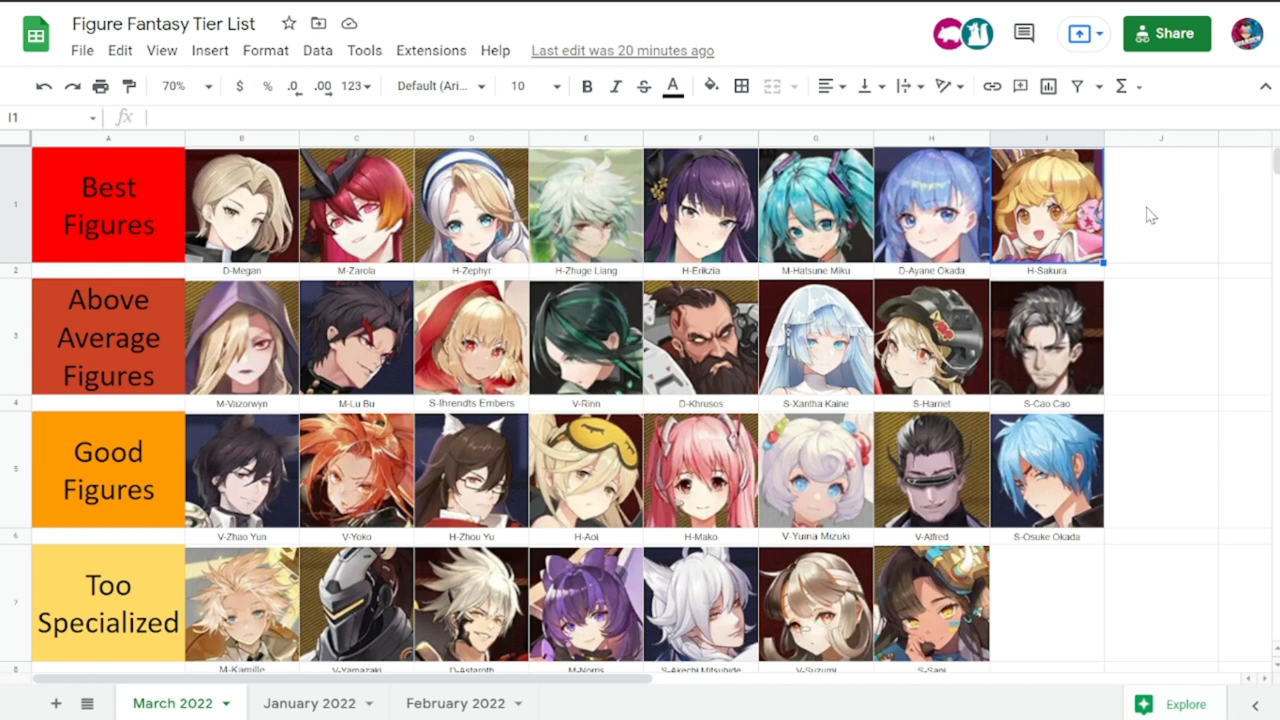 Figure Fantasy Tier List
File Edit View Insert Format Data Tools Extensions Help Last edit was 20 minutes ago
Share
70% $ % .0 .00 123 Default (Ari... 10 B I S A
I1 fx
A B C D E F G H I J
1 Best Figures
2 D-Megan M-Zarola H-Zephyr H-Zhuge Liang H-Erikzia M-Hatsune Miku D-Ayane Okada H-Sakura
3 Above Average Figures
4 M-Vazorwyn M-Lu Bu S-Ihrendts Embers V-Rinn D-Khrusos S-Xantha Kaine S-Harriet S-Cao Cao
5 Good Figures
6 V-Zhao Yun V-Yoko H-Zhou Yu H-Aoi H-Mako V-Yuina Mizuki V-Alfred S-Osuke Okada
7 Too Specialized
8 M-Kamille V-Yamazaki D-Astaroth M-Norns S-Akechi Mitsuhide V-Suzumi S-Sani
March 2022 January 2022 February 2022 Explore